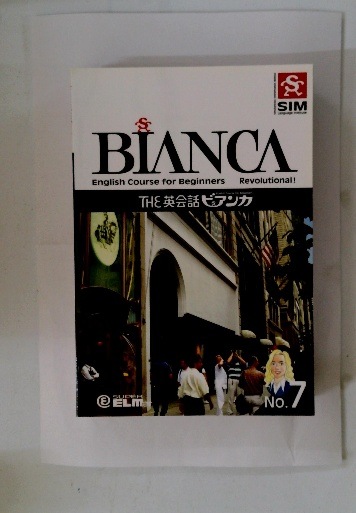 SIM
BIANCA
English Course for Beginners Revolutional!
THE英会話ビアンカ
SUPER
ELM
No.7